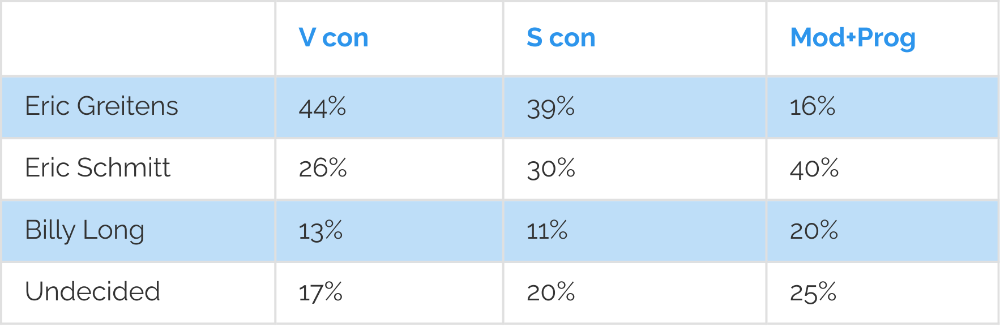 V con S con Mod+Prog
Eric Greitens 44% 39% 16%
Eric Schmitt 26% 30% 40%
Billy Long 13% 11% 20%
Undecided 17% 20% 25%